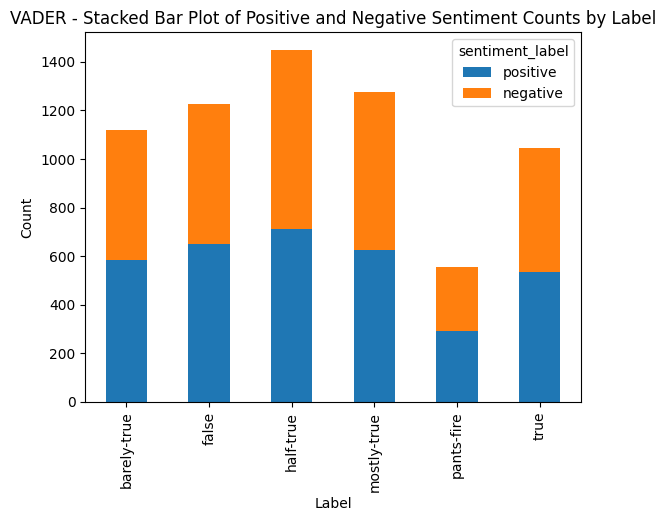 VADER - Stacked Bar Plot of Positive and Negative Sentiment Counts by Label
sentiment_label
positive
negative
Count
1400
1200
1000
800
600
400
200
0
barely-true
false
half-true
mostly-true
pants-fire
true
Label